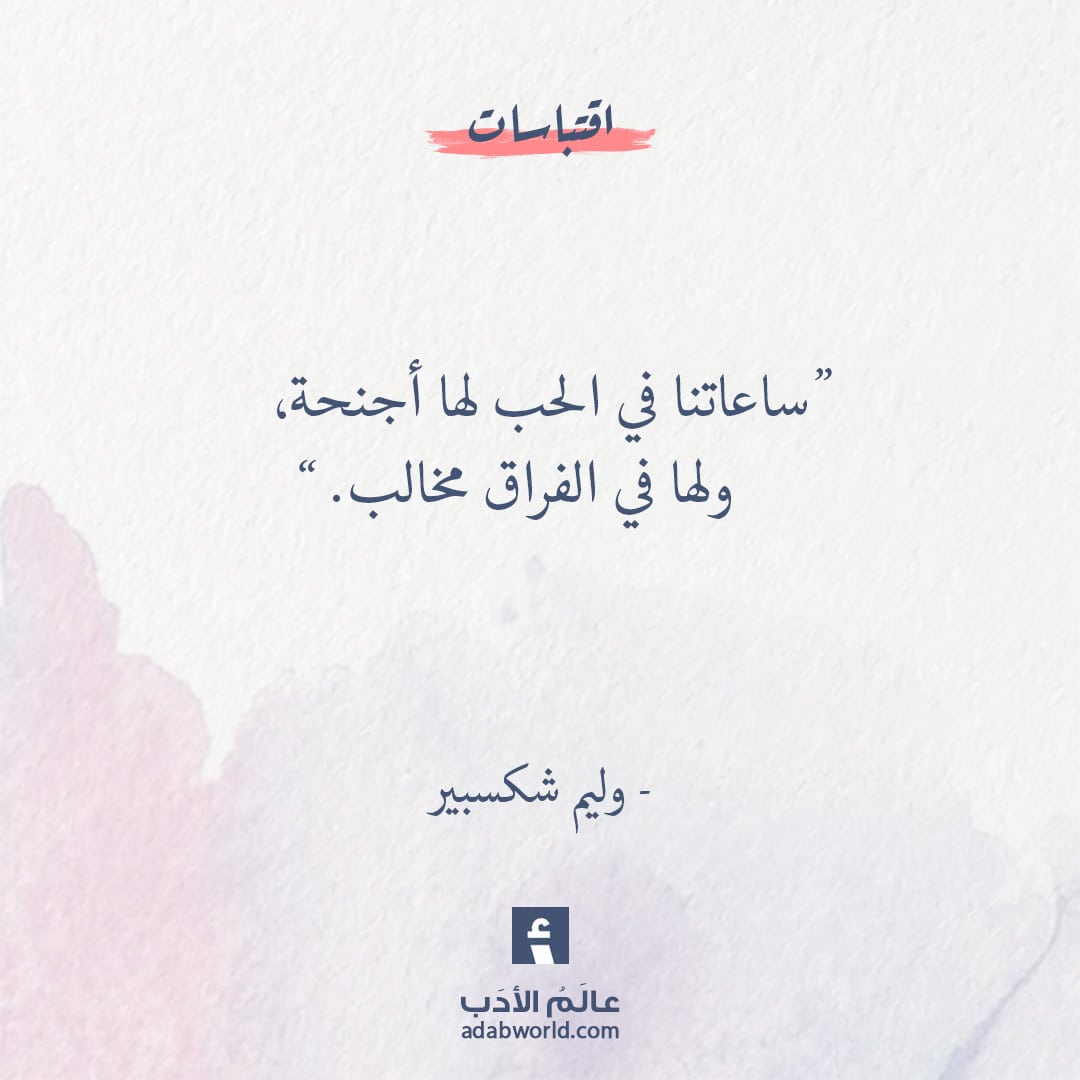 اقتباسات
”ساعاتنا في الحب لها أجنحة،
ولها في الفراق مخالب. “
- وليم شكسبير
أ
عالَمُ الأدَب
adabworld.com